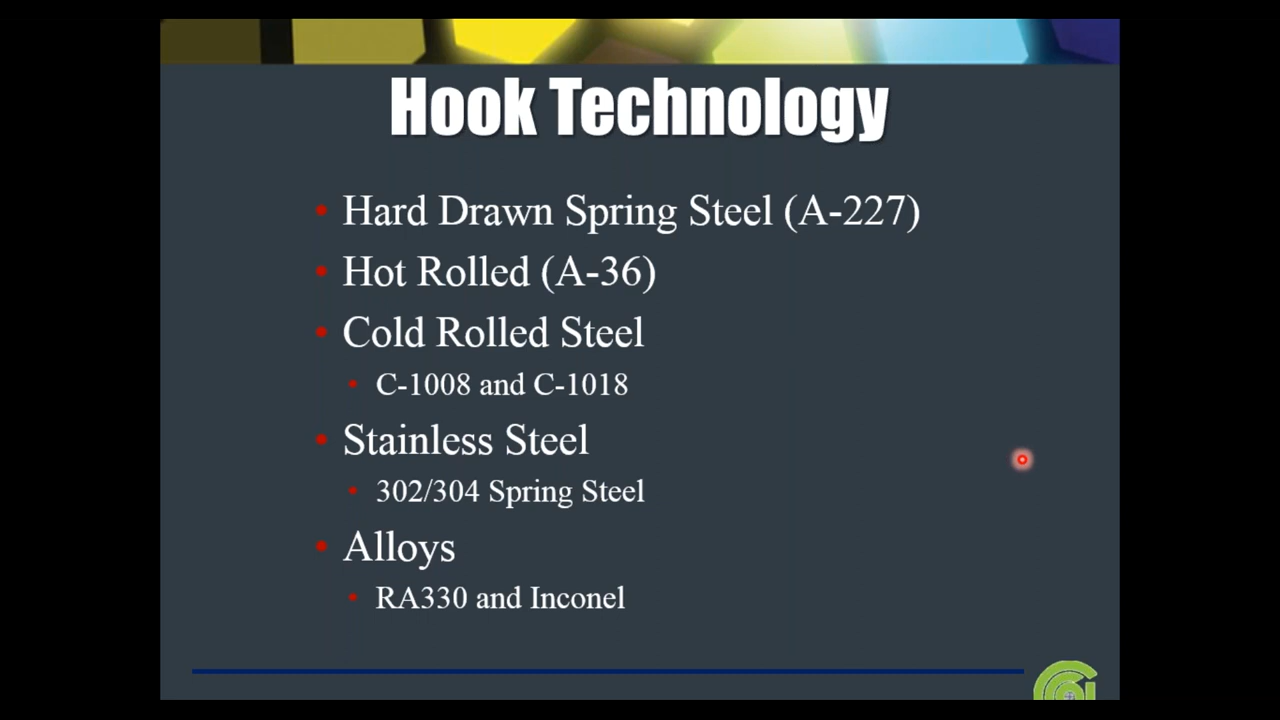 Hook Technology
• Hard Drawn Spring Steel (A-227)
• Hot Rolled (A-36)
• Cold Rolled Steel
• C-1008 and C-1018
• Stainless Steel
• 302/304 Spring Steel
• Alloys
• RA330 and Inconel